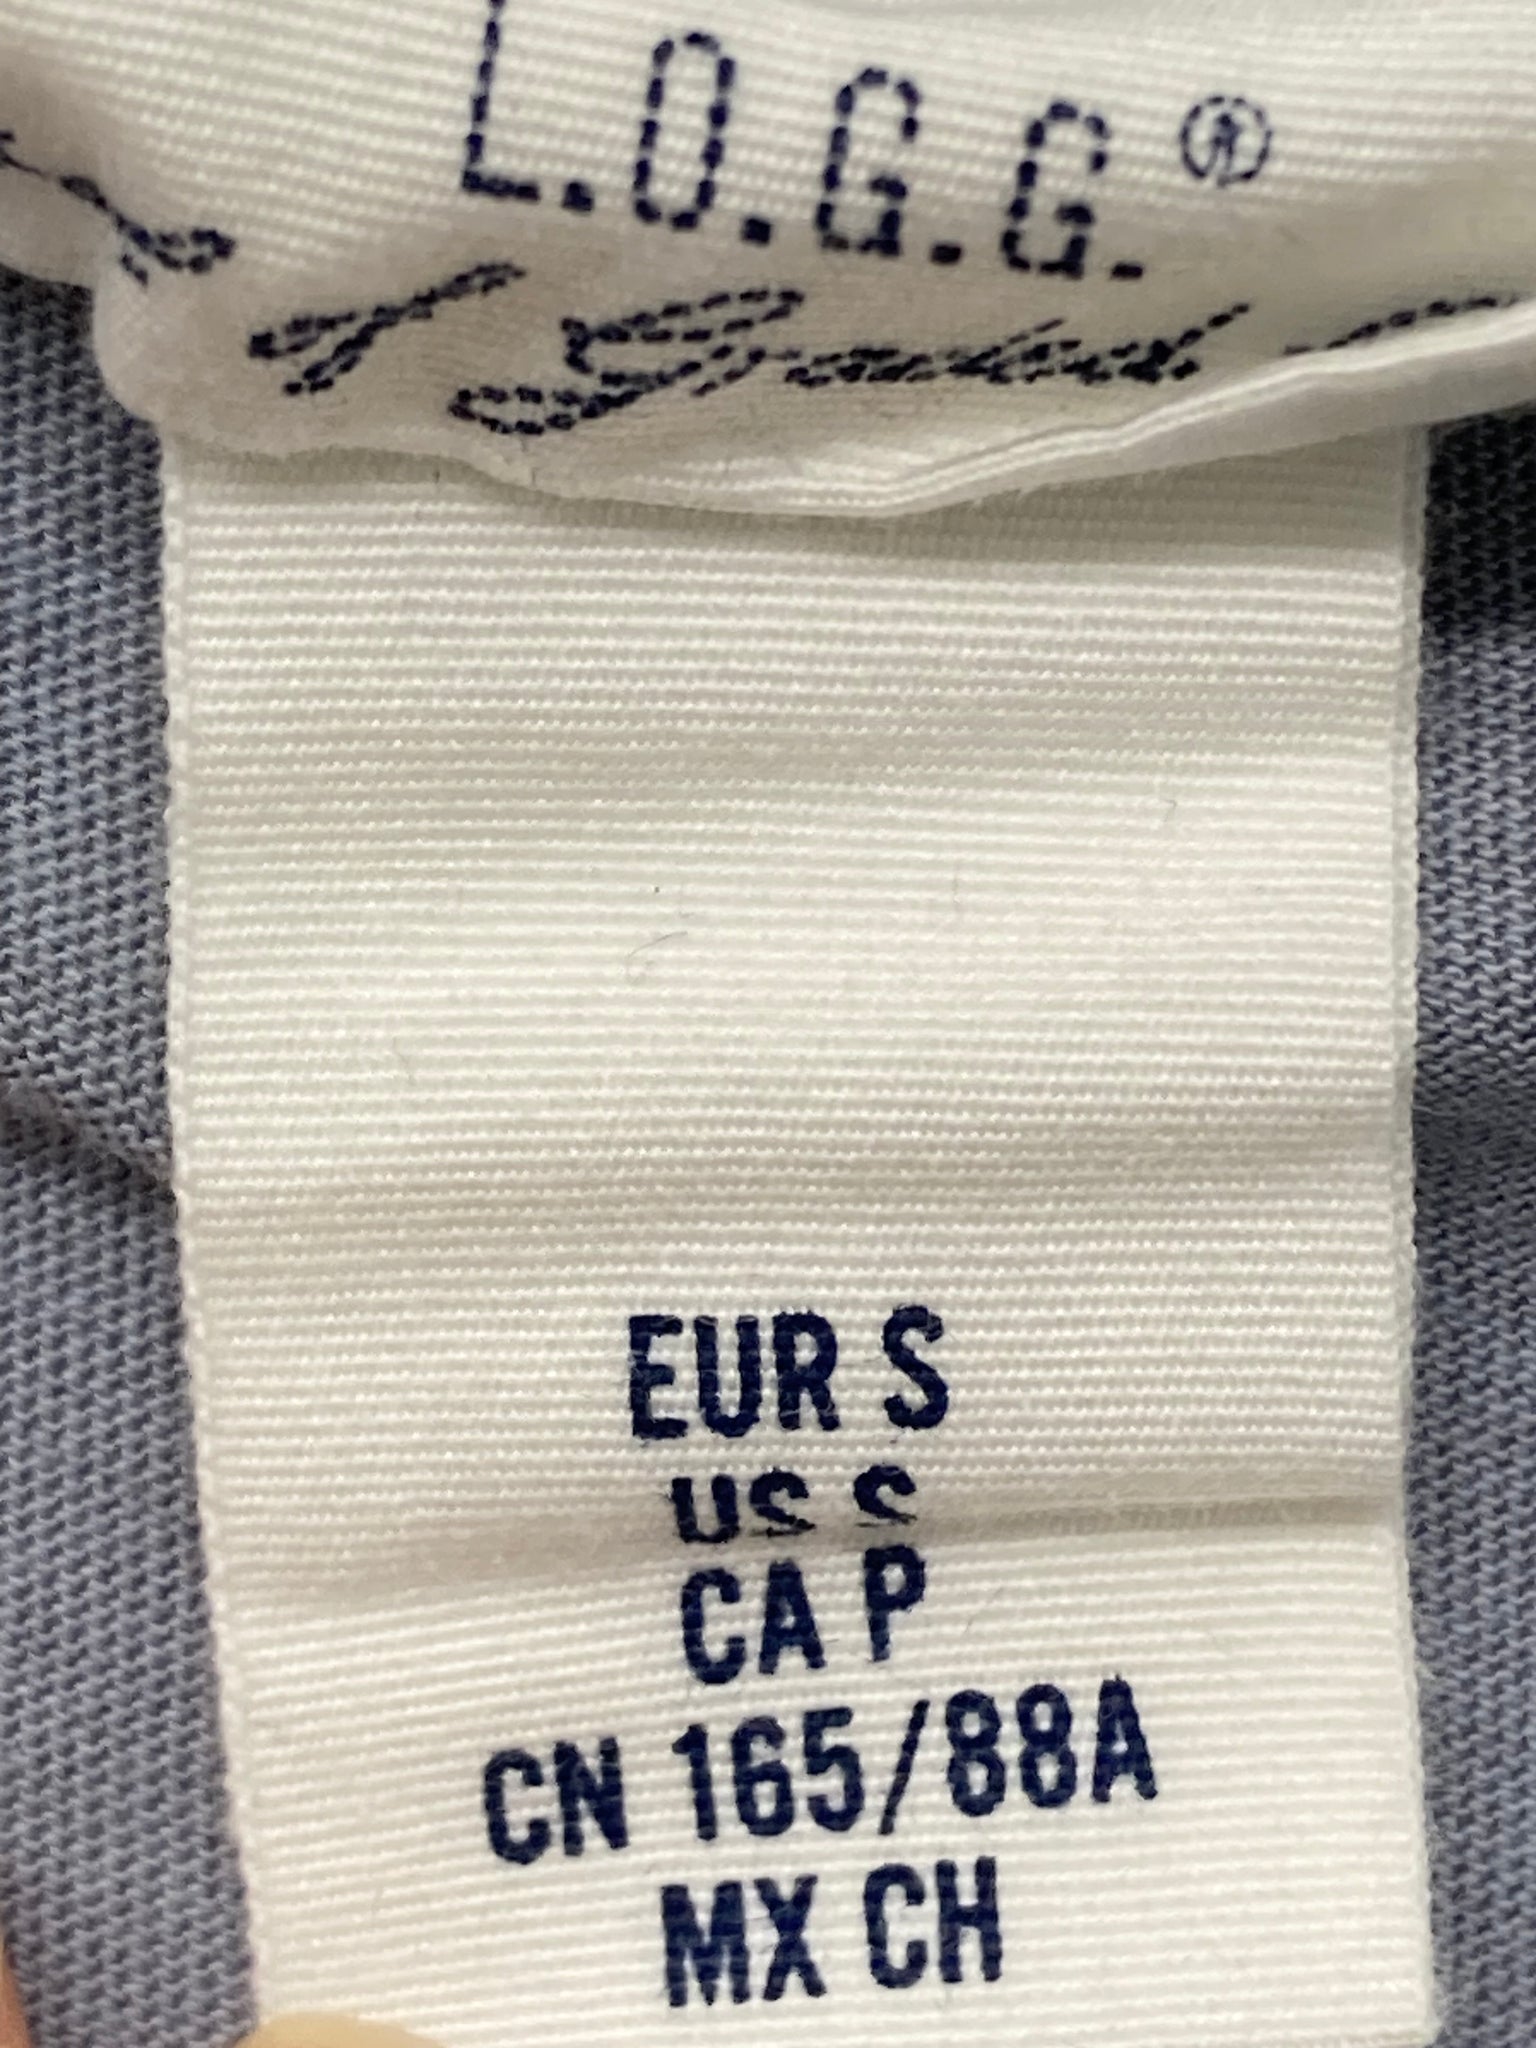 L.O.G.G.®
EUR S
US S
CA P
CN 165/88A
MX CH